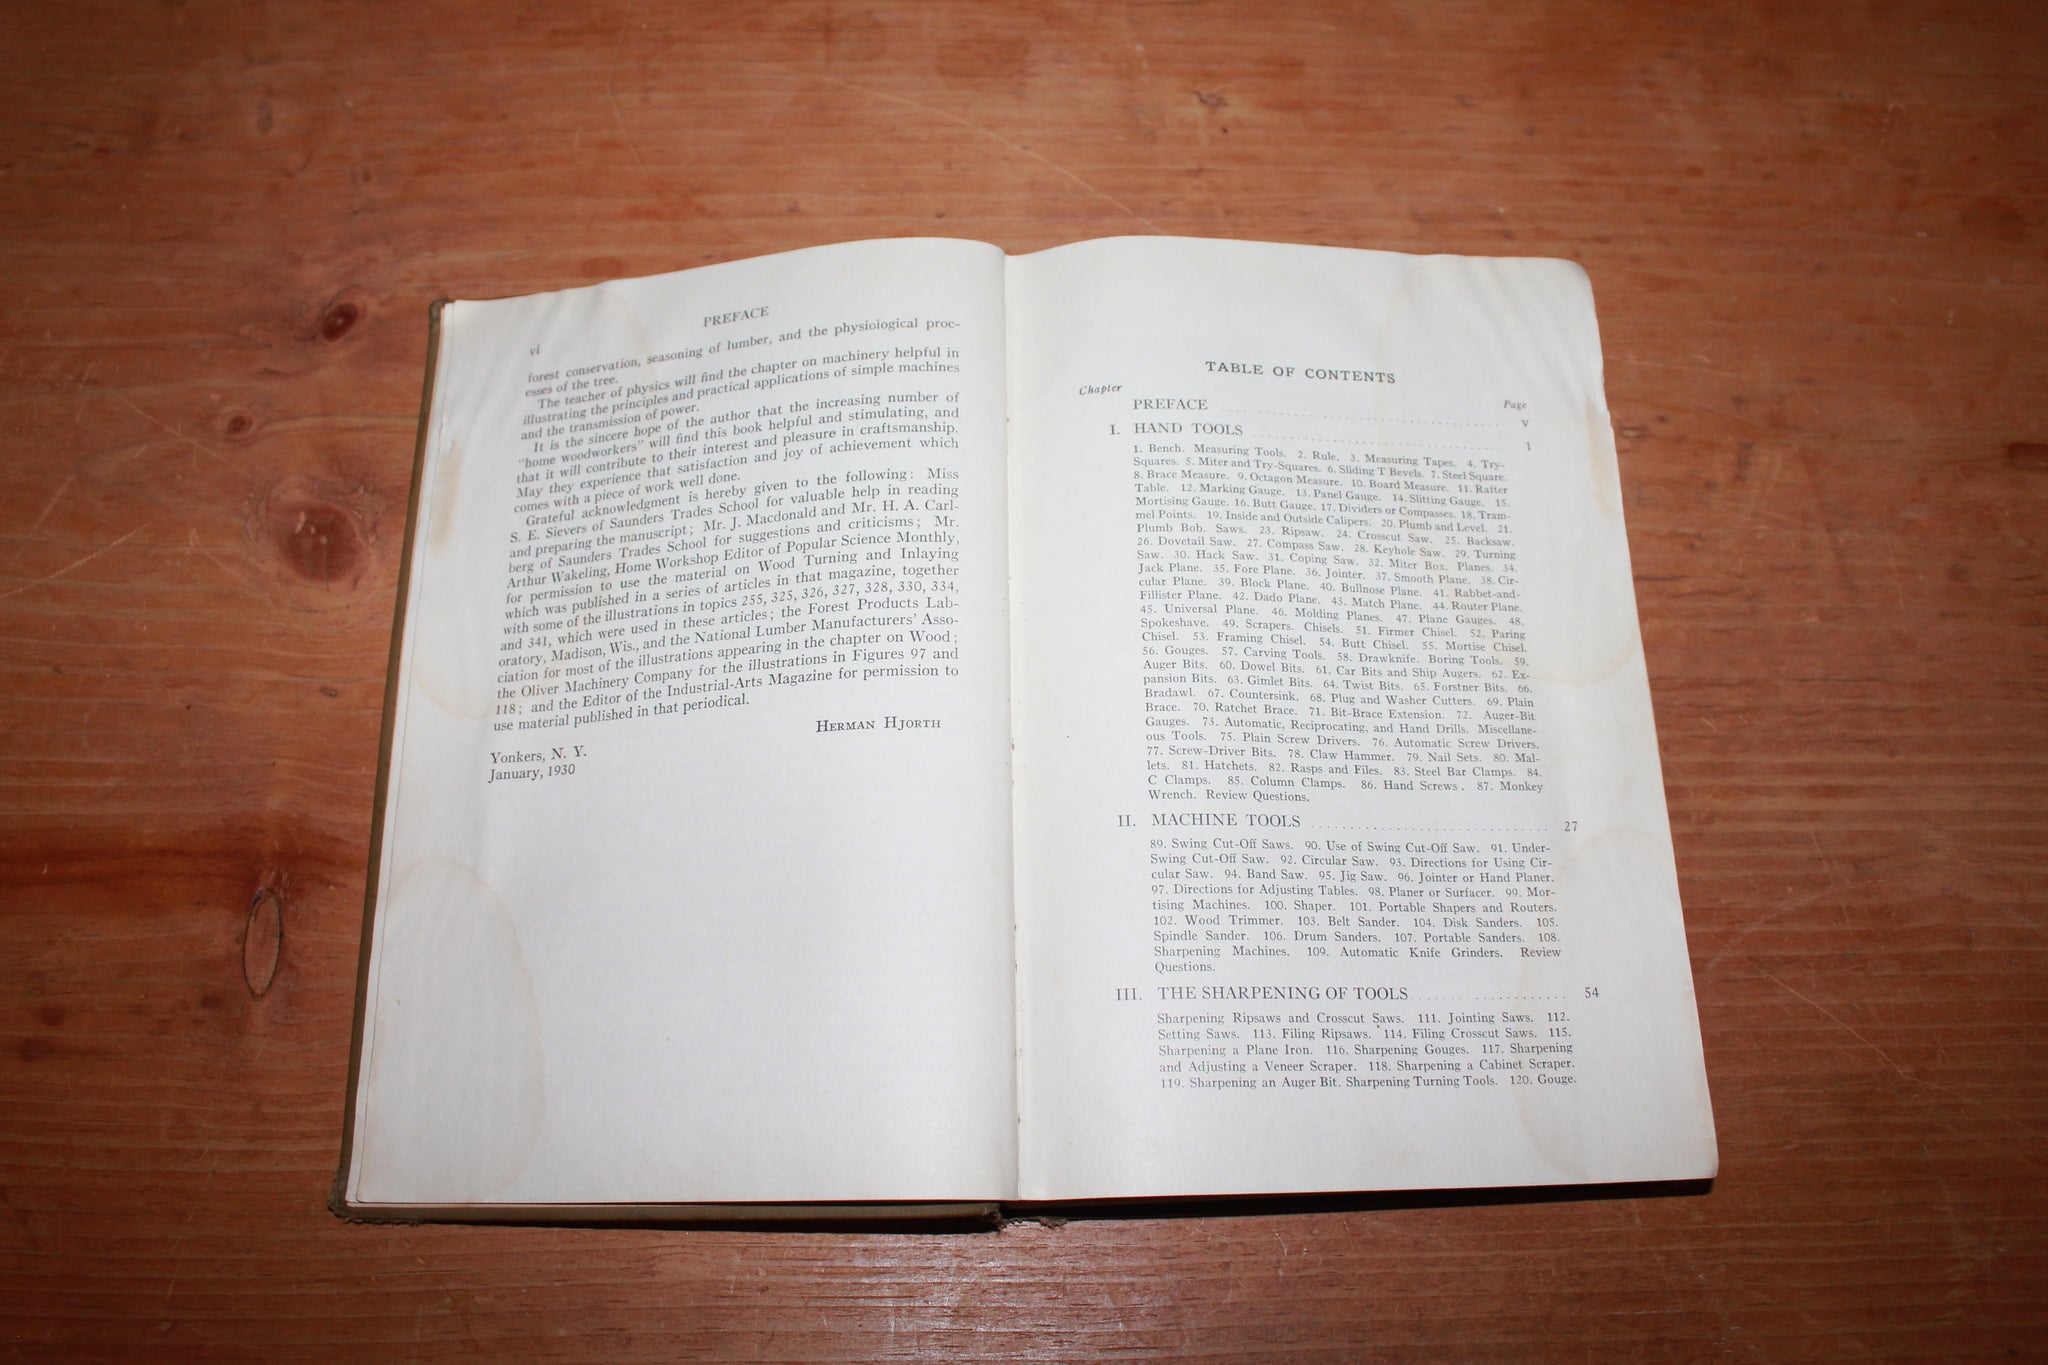 PREFACE
vi
forest conservation, seasoning of lumber, and the physiological proc-
esses of the tree.
The teacher of physics will find the chapter on machinery helpful in
illustrating the principles and practical applications of simple machines
and the transmission of power.
It is the sincere hope of the author that the increasing number of
"home woodworkers" will find this book helpful and stimulating, and
that it will contribute to their interest and pleasure in craftsmanship.
May they experience that satisfaction and joy of achievement which
comes with a piece of work well done.
Grateful acknowledgment is hereby given to the following: Miss
S. E. Sievers of Saunders Trades School for valuable help in reading
and preparing the manuscript; Mr. J. Macdonald and Mr. H. A. Carl-
berg of Saunders Trades School for suggestions and criticisms; Mr.
Arthur Wakeling, Home Workshop Editor of Popular Science Monthly,
for permission to use the material on Wood Turning and Inlaying
which was published in a series of articles in that magazine, together
with some of the illustrations in topics 255, 325, 326, 327, 328, 330, 334,
and 341, which were used in these articles; the Forest Products Lab-
oratory, Madison, Wis., and the National Lumber Manufacturers' Asso-
ciation for most of the illustrations appearing in the chapter on Wood;
the Oliver Machinery Company for the illustrations in Figures 97 and
118; and the Editor of the Industrial-Arts Magazine for permission to
use material published in that periodical.
HERMAN HJORTH
Yonkers, N. Y.
January, 1930
TABLE OF CONTENTS
Chapter Page
PREFACE . . . . . . . . . . v
I. HAND TOOLS . . . . . . . . . . 1
1. Bench. Measuring Tools. 2. Rule. 3. Measuring Tapes. 4. Try-
Squares. 5. Miter and Try-Squares. 6. Sliding T Bevels. 7. Steel Square.
8. Brace Measure. 9. Octagon Measure. 10. Board Measure. 11. Rafter
Table. 12. Marking Gauge. 13. Panel Gauge. 14. Slitting Gauge. 15.
Mortising Gauge. 16. Butt Gauge. 17. Dividers or Compasses. 18. Tram-
mel Points. 19. Inside and Outside Calipers. 20. Plumb and Level. 21.
Plumb Bob. Saws. 23. Ripsaw. 24. Crosscut Saw. 25. Backsaw.
26. Dovetail Saw. 27. Compass Saw. 28. Keyhole Saw. 29. Turning
Saw. 30. Hack Saw. 31. Coping Saw. 32. Miter Box. Planes. 34.
Jack Plane. 35. Fore Plane. 36. Jointer. 37. Smooth Plane. 38. Cir-
cular Plane. 39. Block Plane. 40. Bullnose Plane. 41. Rabbet-and-
Fillister Plane. 42. Dado Plane. 43. Match Plane. 44. Router Plane.
45. Universal Plane. 46. Molding Planes. 47. Plane Gauges. 48.
Spokeshave. 49. Scrapers. Chisels. 51. Firmer Chisel. 52. Paring
Chisel. 53. Framing Chisel. 54. Butt Chisel. 55. Mortise Chisel.
56. Gouges. 57. Carving Tools. 58. Drawknife. Boring Tools. 59.
Auger Bits. 60. Dowel Bits. 61. Car Bits and Ship Augers. 62. Ex-
pansion Bits. 63. Gimlet Bits. 64. Twist Bits. 65. Forstner Bits. 66.
Bradawl. 67. Countersink. 68. Plug and Washer Cutters. 69. Plain
Brace. 70. Ratchet Brace. 71. Bit-Brace Extension. 72. Auger-Bit
Gauges. 73. Automatic, Reciprocating, and Hand Drills. Miscellane-
ous Tools. 75. Plain Screw Drivers. 76. Automatic Screw Drivers.
77. Screw-Driver Bits. 78. Claw Hammer. 79. Nail Sets. 80. Mal-
lets. 81. Hatchets. 82. Rasps and Files. 83. Steel Bar Clamps. 84.
C Clamps. 85. Column Clamps. 86. Hand Screws. 87. Monkey
Wrench. Review Questions.
II. MACHINE TOOLS . . . . . . . . . . 27
89. Swing Cut-Off Saws. 90. Use of Swing Cut-Off Saw. 91. Under-
Swing Cut-Off Saw. 92. Circular Saw. 93. Directions for Using Cir-
cular Saw. 94. Band Saw. 95. Jig Saw. 96. Jointer or Hand Planer.
97. Directions for Adjusting Tables. 98. Planer or Surfacer. 99. Mor-
tising Machines. 100. Shaper. 101. Portable Shapers and Routers.
102. Wood Trimmer. 103. Belt Sander. 104. Disk Sanders. 105.
Spindle Sander. 106. Drum Sanders. 107. Portable Sanders. 108.
Sharpening Machines. 109. Automatic Knife Grinders. Review
Questions.
III. THE SHARPENING OF TOOLS . . . . . . . . . . 54
Sharpening Ripsaws and Crosscut Saws. 111. Jointing Saws. 112.
Setting Saws. 113. Filing Ripsaws. 114. Filing Crosscut Saws. 115.
Sharpening a Plane Iron. 116. Sharpening Gouges. 117. Sharpening
and Adjusting a Veneer Scraper. 118. Sharpening a Cabinet Scraper.
119. Sharpening an Auger Bit. Sharpening Turning Tools. 120. Gouge.